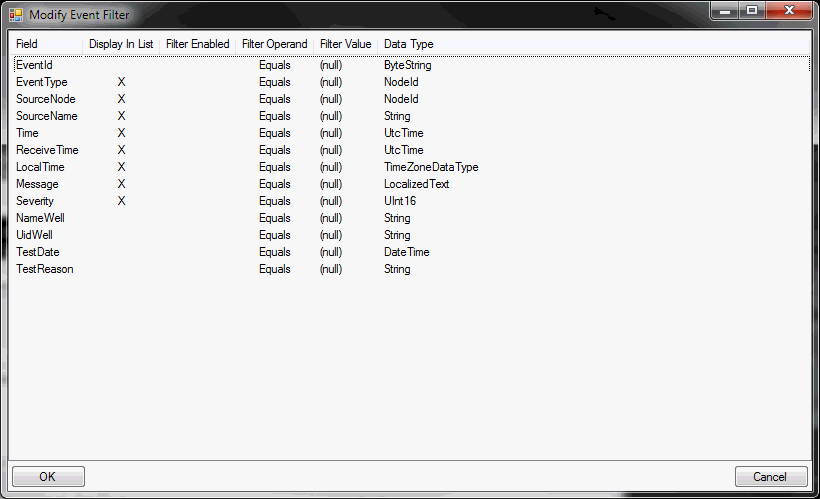 Modify Event Filter
Field Display In List Filter Enabled Filter Operand Filter Value Data Type
EventId Equals (null) ByteString
EventType X Equals (null) NodeId
SourceNode X Equals (null) NodeId
SourceName X Equals (null) String
Time X Equals (null) UtcTime
ReceiveTime X Equals (null) UtcTime
LocalTime X Equals (null) TimeZoneDataType
Message X Equals (null) LocalizedText
Severity X Equals (null) UInt16
NameWell Equals (null) String
UidWell Equals (null) String
TestDate Equals (null) DateTime
TestReason Equals (null) String
OK Cancel